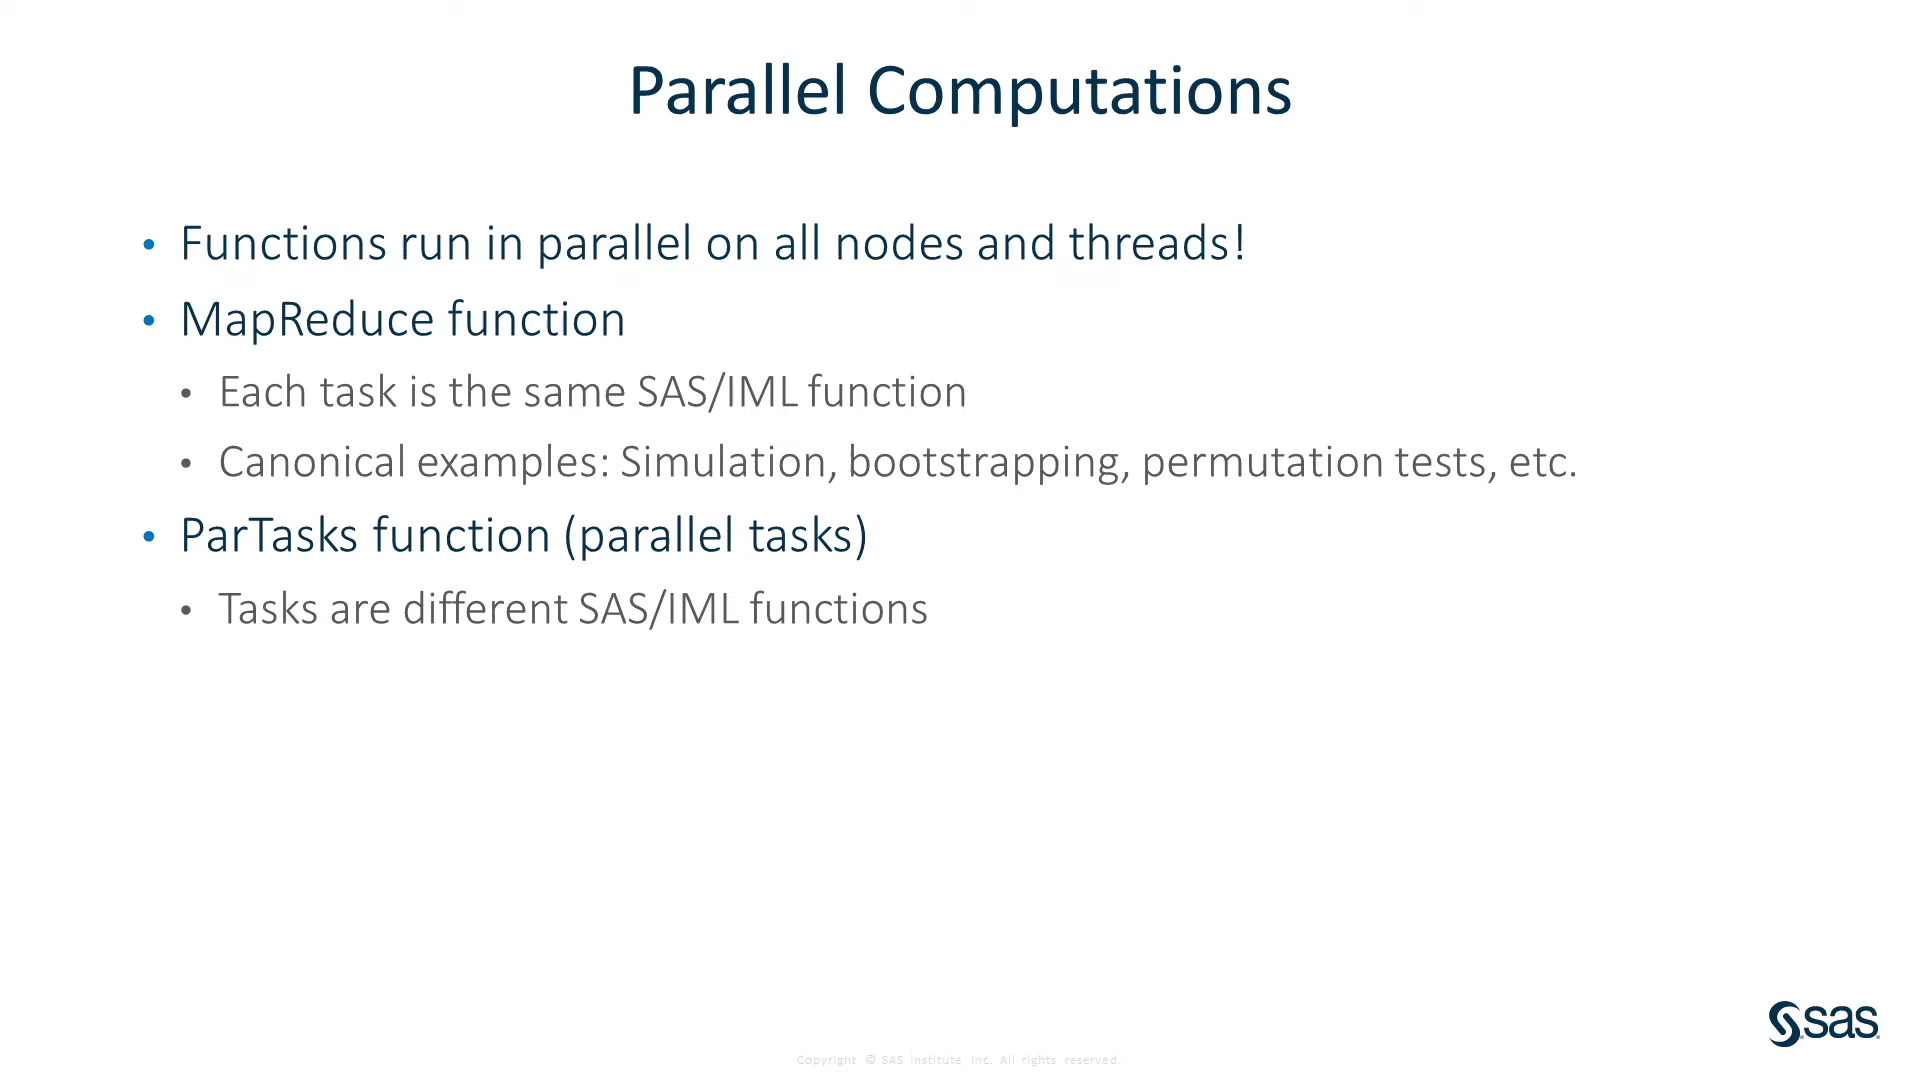 Parallel Computations
• Functions run in parallel on all nodes and threads!
• MapReduce function
• Each task is the same SAS/IML function
• Canonical examples: Simulation, bootstrapping, permutation tests, etc.
• ParTasks function (parallel tasks)
• Tasks are different SAS/IML functions
sas
Copyright © SAS Institute Inc. All rights reserved.